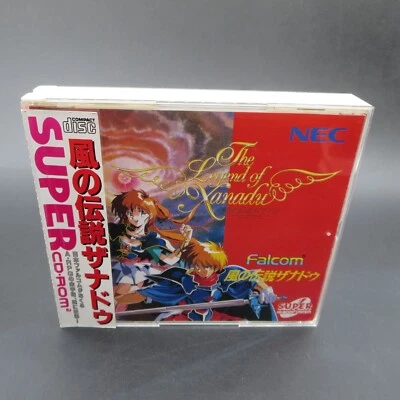 COMPACT
disc
風の伝説ザナドゥ
SUPER
CD-ROM²
NEC
The
Legend of
Xanadu
Falcom
風の伝説ザナドゥ
SUPER